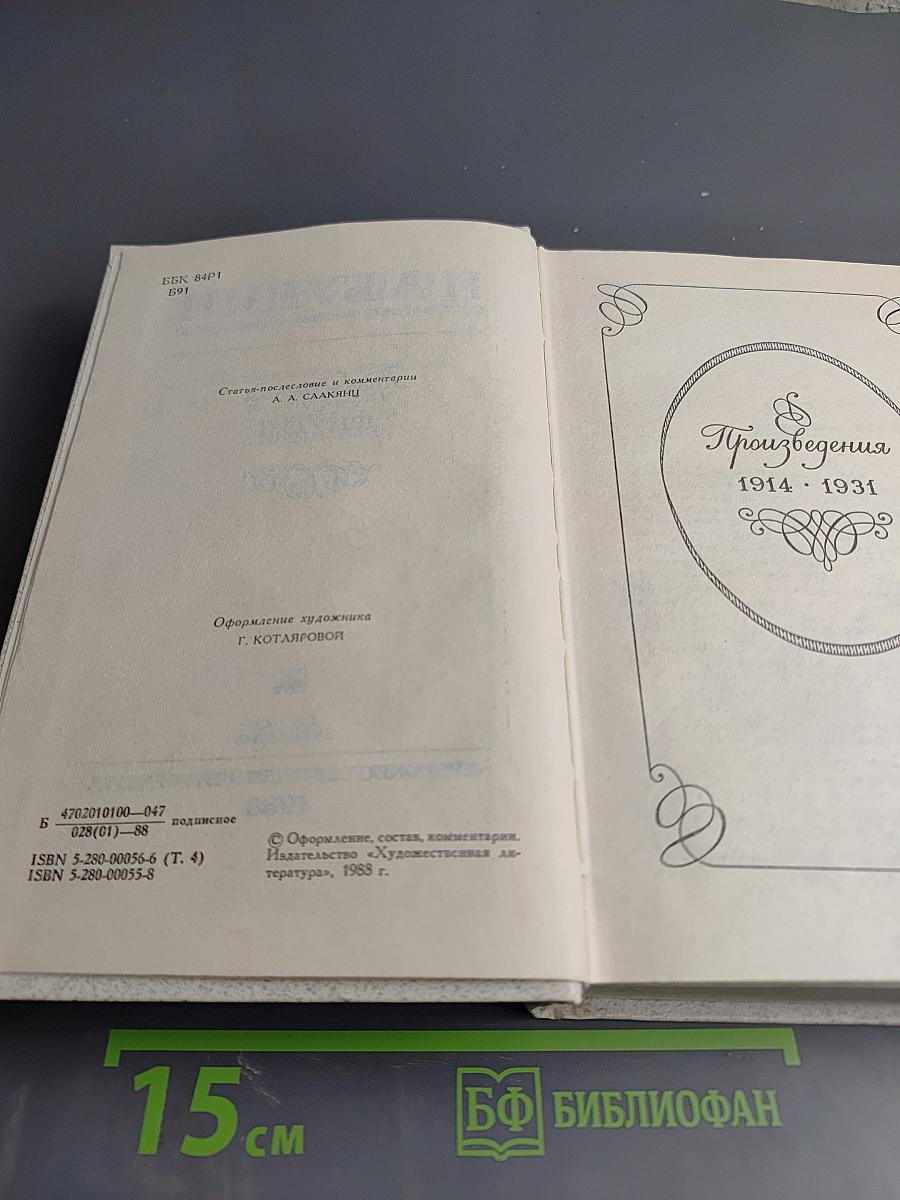 ББК 84Р1
Б91
Статья-послесловие и комментарии
А. А. СААКЯНЦ
Оформление художника
Г. КОТЛЯРОВОЙ
Б 4702010100—047 подписное
028(01)—88
ISBN 5-280-00056-6 (Т. 4)
ISBN 5-280-00055-8
© Оформление, состав, комментарии.
Издательство «Художественная ли-
тература», 1988 г.
Произведения
1914 · 1931
15 см
БФ БИБЛИОФАН